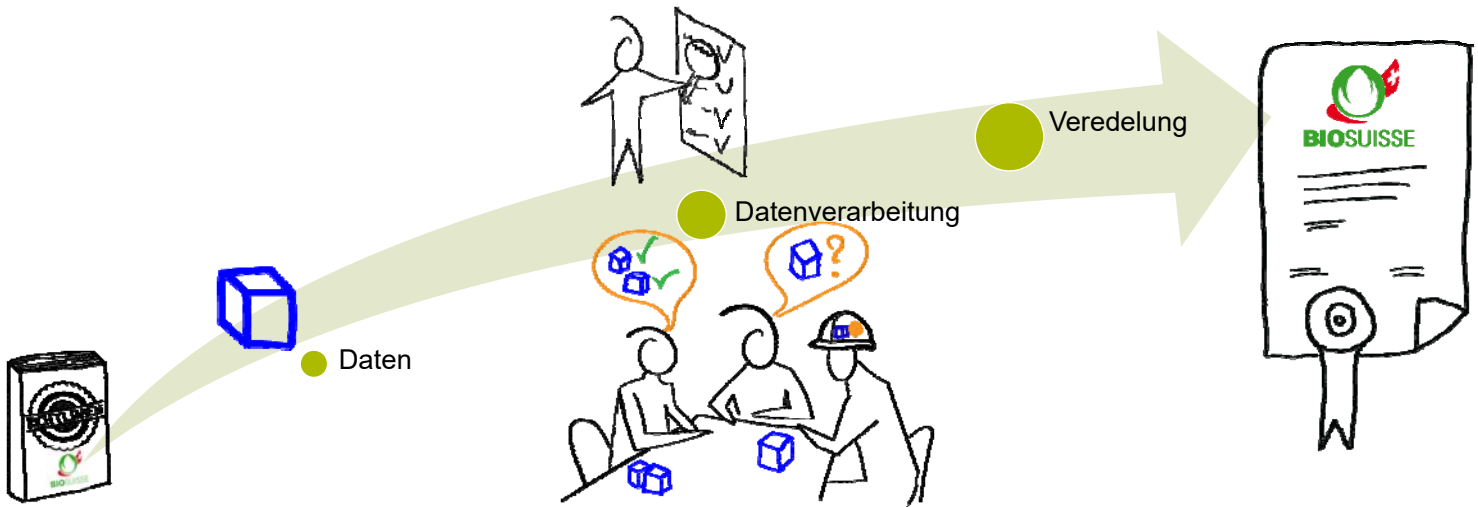 BIOSUISSE
Veredelung
Datenverarbeitung
Daten
BIOSUISSE